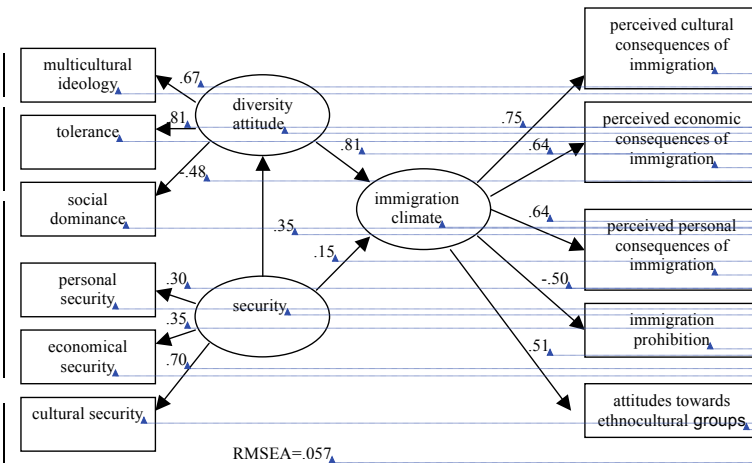 multicultural
ideology
tolerance
social
dominance
personal
security
economical
security
cultural security
.67
.81
-.48
.30
.35
.70
diversity
attitude
security
.35
.81
.15
immigration
climate
.75
.64
.64
-.50
.51
perceived cultural
consequences of
immigration
perceived economic
consequences of
immigration
perceived personal
consequences of
immigration
immigration
prohibition
attitudes towards
ethnocultural groups
RMSEA=.057